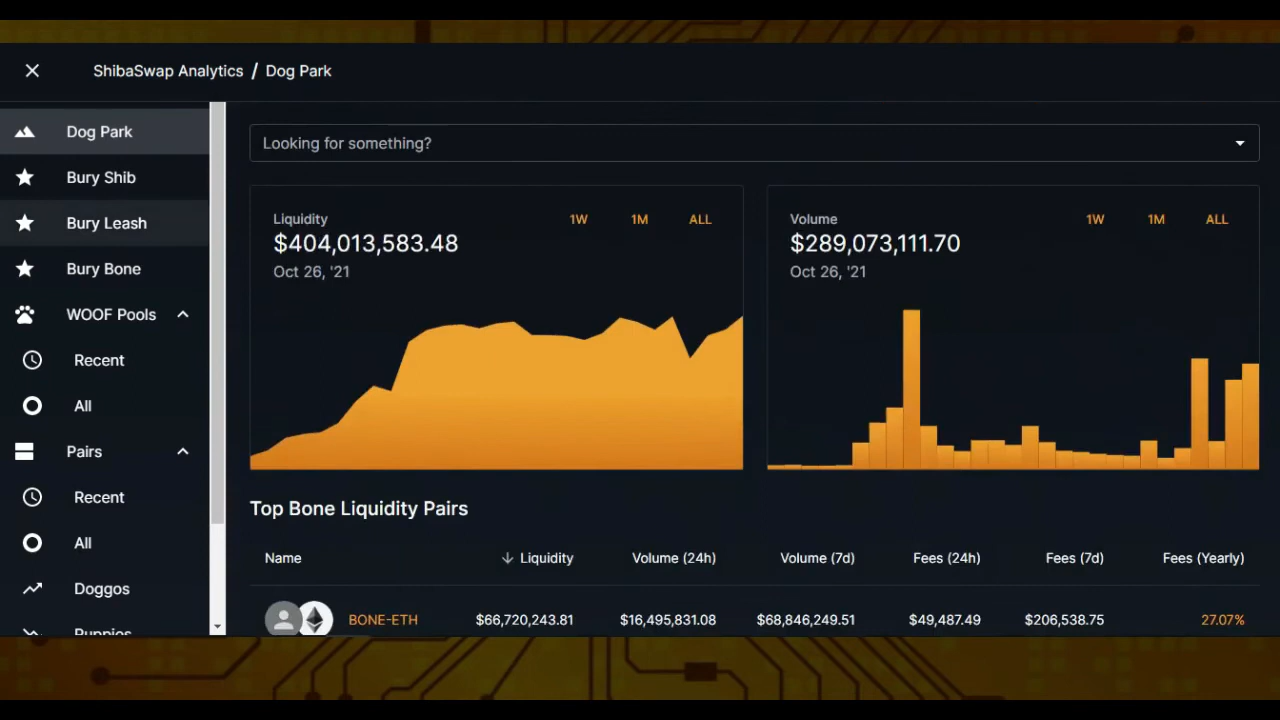 ShibaSwap Analytics / Dog Park
Dog Park
Bury Shib
Bury Leash
Bury Bone
WOOF Pools
Recent
All
Pairs
Recent
All
Doggos
Puppies
Looking for something?
Liquidity 1W 1M ALL
$404,013,583.48
Oct 26, '21
Volume 1W 1M ALL
$289,073,111.70
Oct 26, '21
Top Bone Liquidity Pairs
Name Liquidity Volume (24h) Volume (7d) Fees (24h) Fees (7d) Fees (Yearly)
BONE-ETH $66,720,243.81 $16,495,831.08 $68,846,249.51 $49,487.49 $206,538.75 27.07%